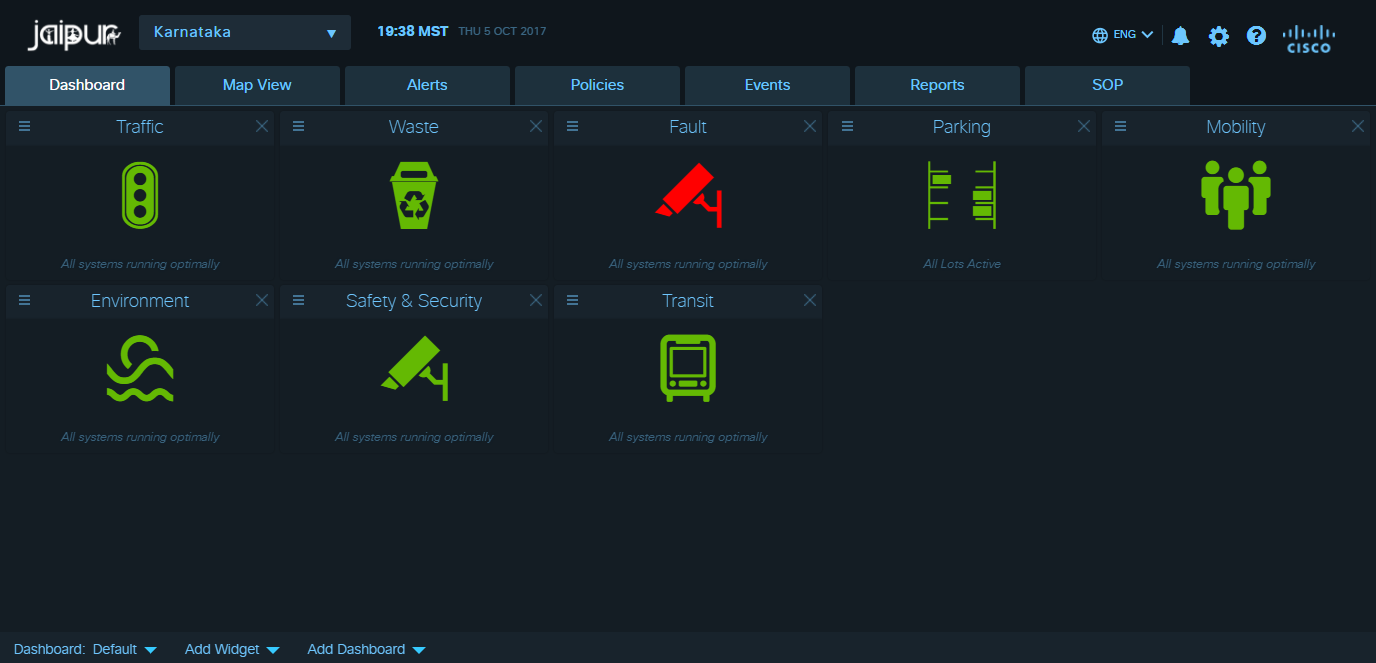 jaipur Karnataka 19:38 MST THU 5 OCT 2017 ENG ? CISCO
Dashboard Map View Alerts Policies Events Reports SOP
Traffic Waste Fault Parking Mobility
All systems running optimally All systems running optimally All systems running optimally All Lots Active All systems running optimally
Environment Safety & Security Transit
All systems running optimally All systems running optimally All systems running optimally
Dashboard: Default Add Widget Add Dashboard